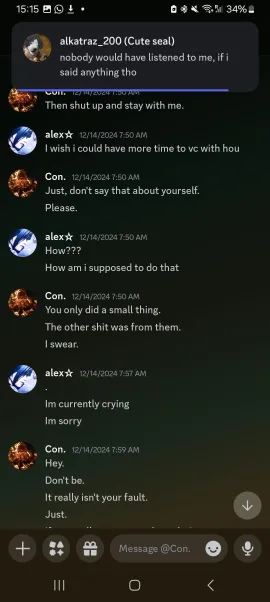 15:15
34%
alkatraz_200 (Cute seal)
nobody would have listened to me, if i
said anything tho
Con. 12/14/2024 7:50 AM
Then shut up and stay with me.
alex☆ 12/14/2024 7:50 AM
I wish i could have more time to vc with hou
Con. 12/14/2024 7:50 AM
Just, don't say that about yourself.
Please.
alex☆ 12/14/2024 7:50 AM
How???
How am i supposed to do that
Con. 12/14/2024 7:50 AM
You only did a small thing.
The other shit was from them.
I swear.
alex☆ 12/14/2024 7:57 AM
.
Im currently crying
Im sorry
Con. 12/14/2024 7:59 AM
Hey.
Don't be.
It really isn't your fault.
Just.
Message @Con.